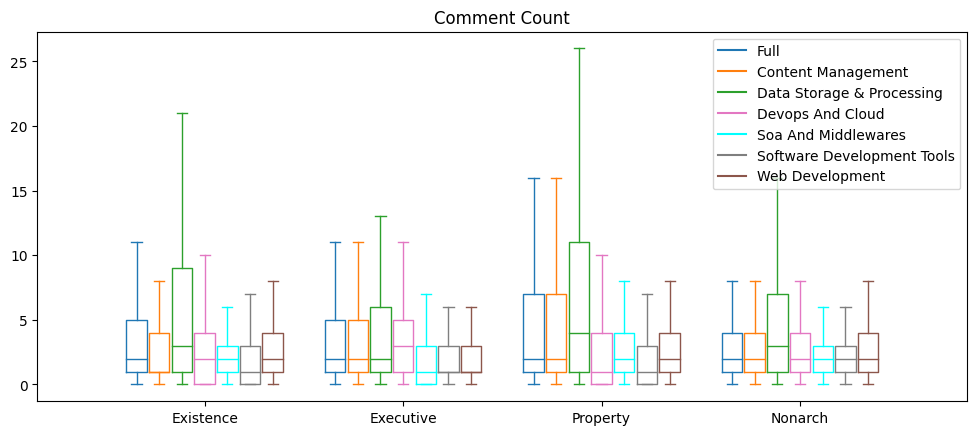 Comment Count
25
20
15
10
5
0
Full
Content Management
Data Storage & Processing
Devops And Cloud
Soa And Middlewares
Software Development Tools
Web Development
Existence
Executive
Property
Nonarch